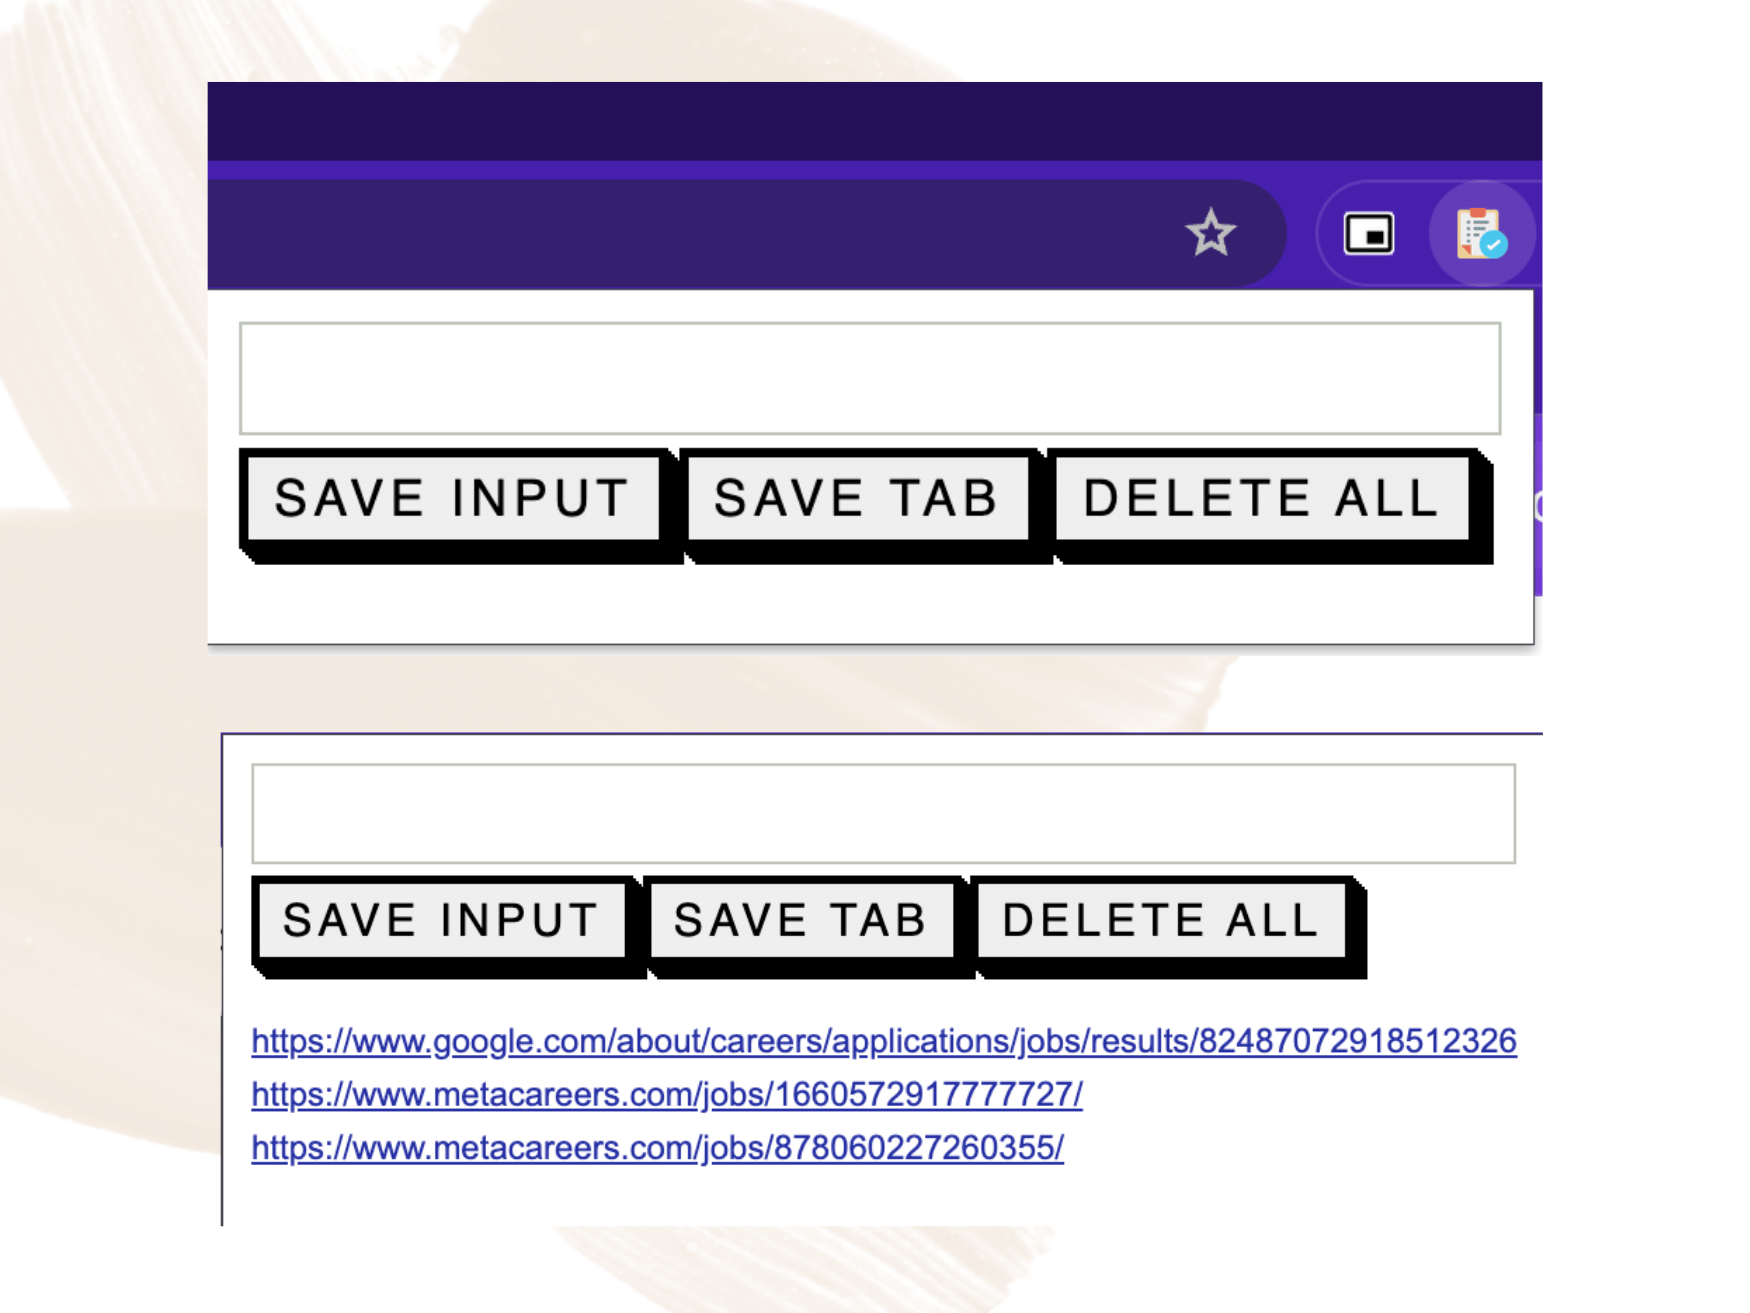 SAVE INPUT SAVE TAB DELETE ALL
SAVE INPUT SAVE TAB DELETE ALL
https://www.google.com/about/careers/applications/jobs/results/82487072918512326
https://www.metacareers.com/jobs/1660572917777727/
https://www.metacareers.com/jobs/878060227260355/